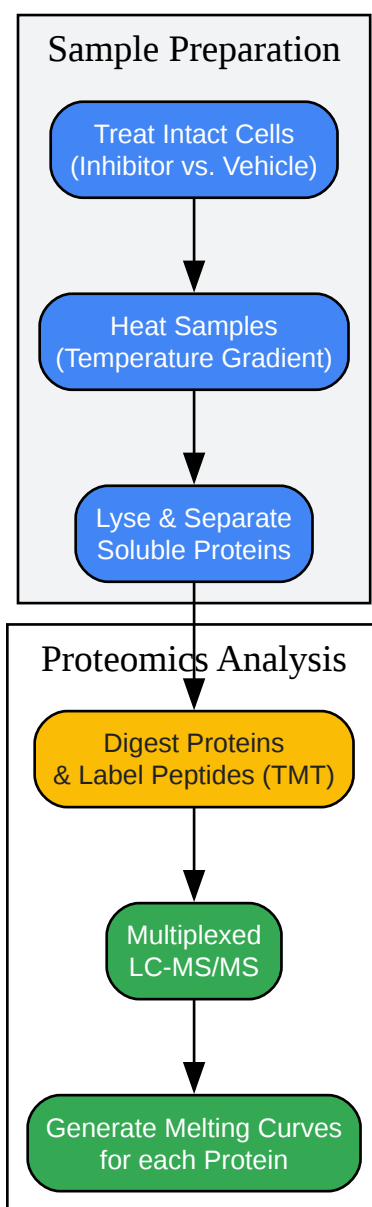 Sample Preparation
Treat Intact Cells
(Inhibitor vs. Vehicle)
Heat Samples
(Temperature Gradient)
Lyse & Separate
Soluble Proteins
Proteomics Analysis
Digest Proteins
& Label Peptides (TMT)
Multiplexed
LC-MS/MS
Generate Melting Curves
for each Protein